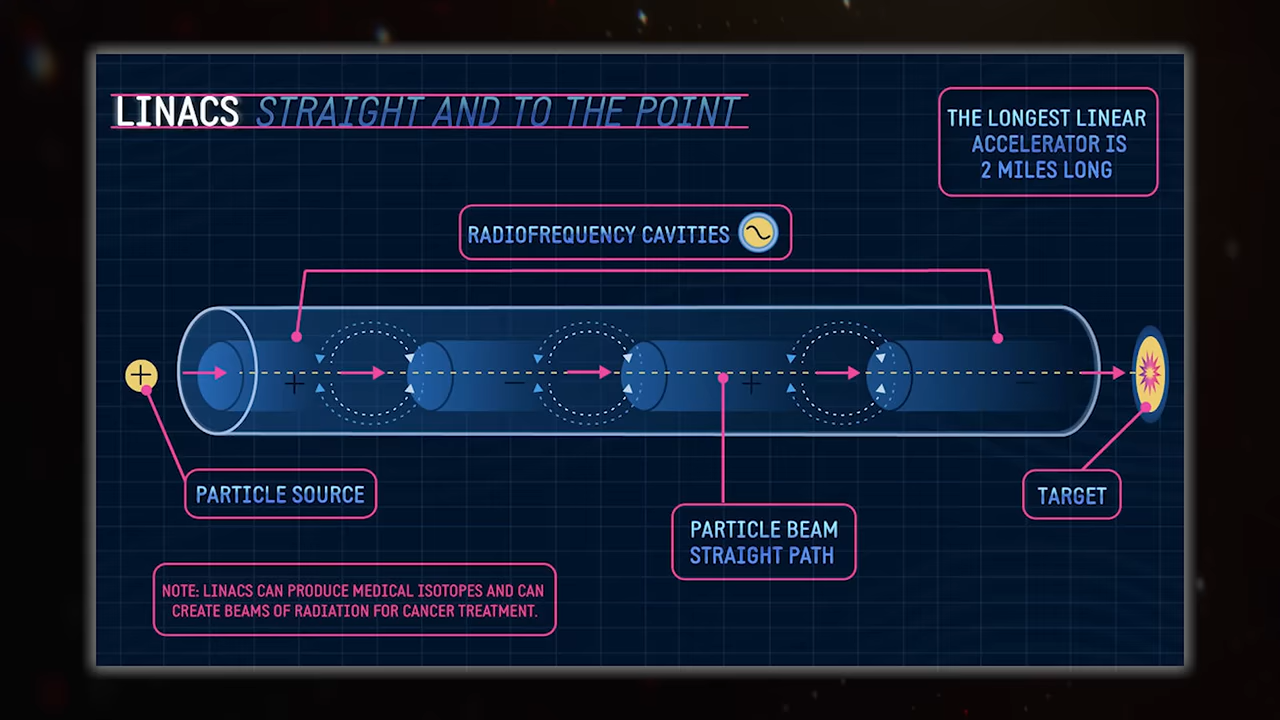 LINACS STRAIGHT AND TO THE POINT
THE LONGEST LINEAR
ACCELERATOR IS
2 MILES LONG
RADIOFREQUENCY CAVITIES
+
+
−
+
−
PARTICLE SOURCE
TARGET
PARTICLE BEAM
STRAIGHT PATH
NOTE: LINACS CAN PRODUCE MEDICAL ISOTOPES AND CAN
CREATE BEAMS OF RADIATION FOR CANCER TREATMENT.